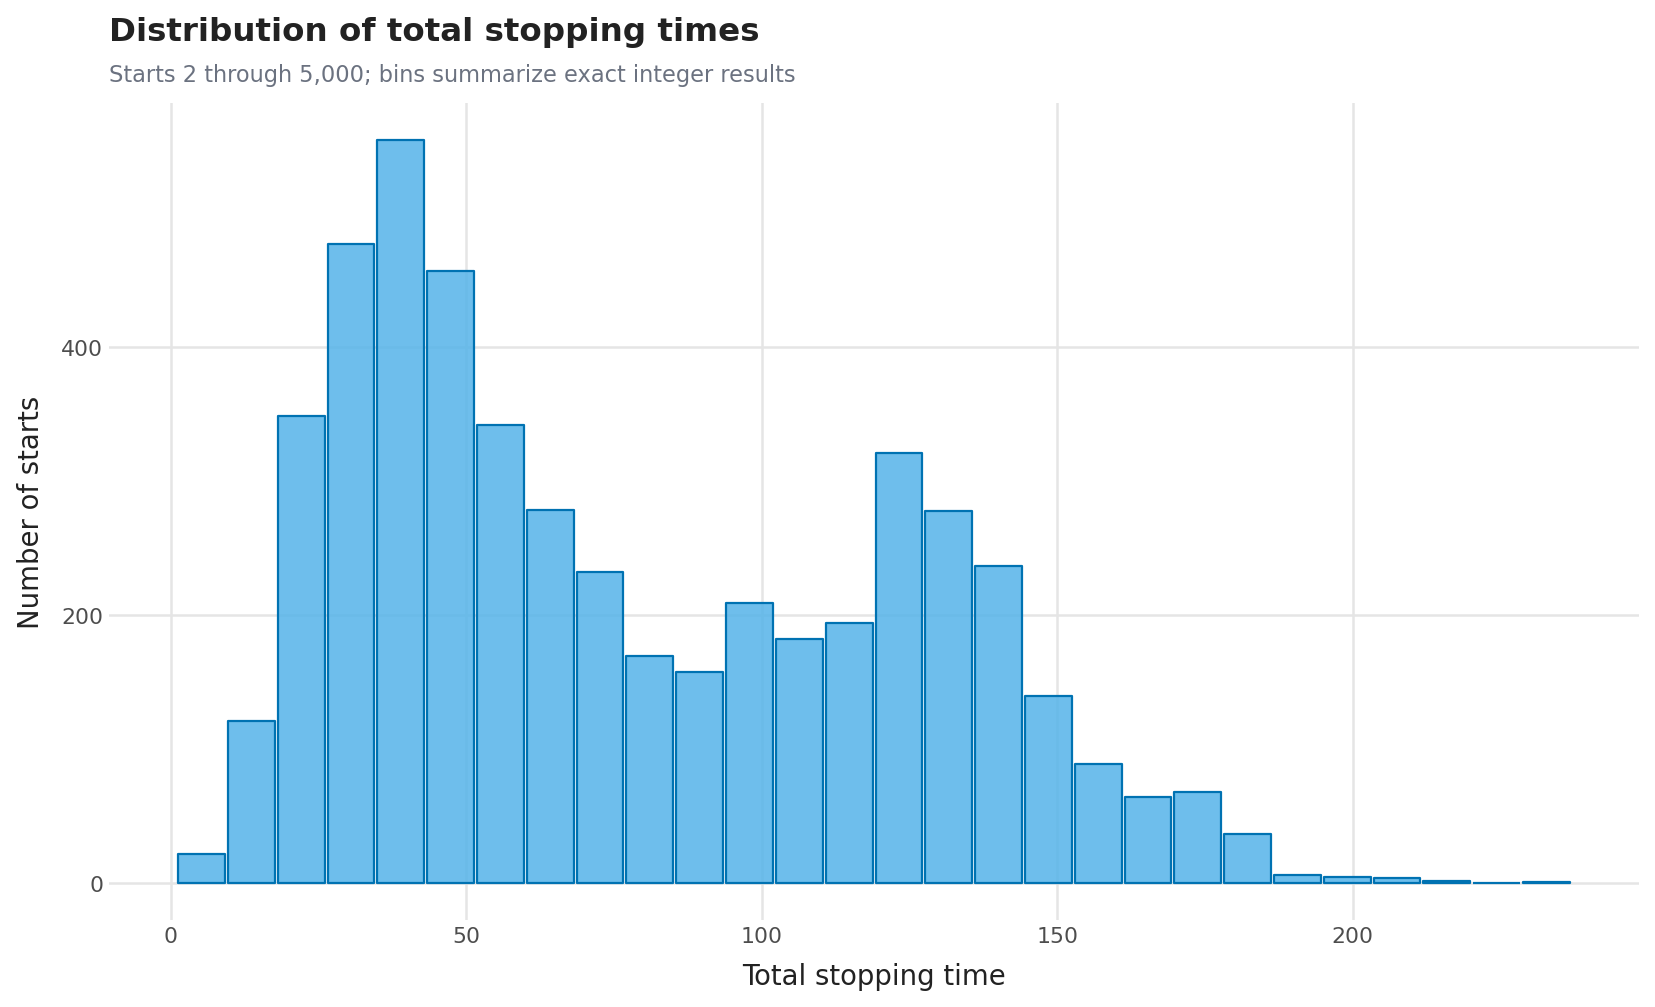 Distribution of total stopping times
Starts 2 through 5,000; bins summarize exact integer results
Number of starts
400
200
0
0
50
100
150
200
Total stopping time